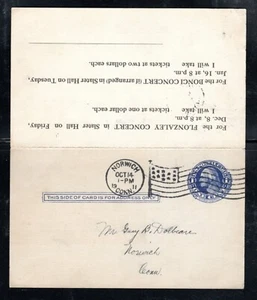 For the FLONZALEY CONCERT, in Slater Hall on Friday,
Dec. 8, at 8 p.m.
I will take tickets at one dollar each.
For the BONCI CONCERT (if arranged) in Slater Hall on Tuesday,
Jan. 16, at 8 p.m.
I will take tickets at two dollars each.
NORWICH
OCT 14
1-PM
19 11
CONN.
THIS SIDE OF CARD IS FOR ADDRESS ONLY
Mr Guy B. Dolbeare
Norwich
Conn.